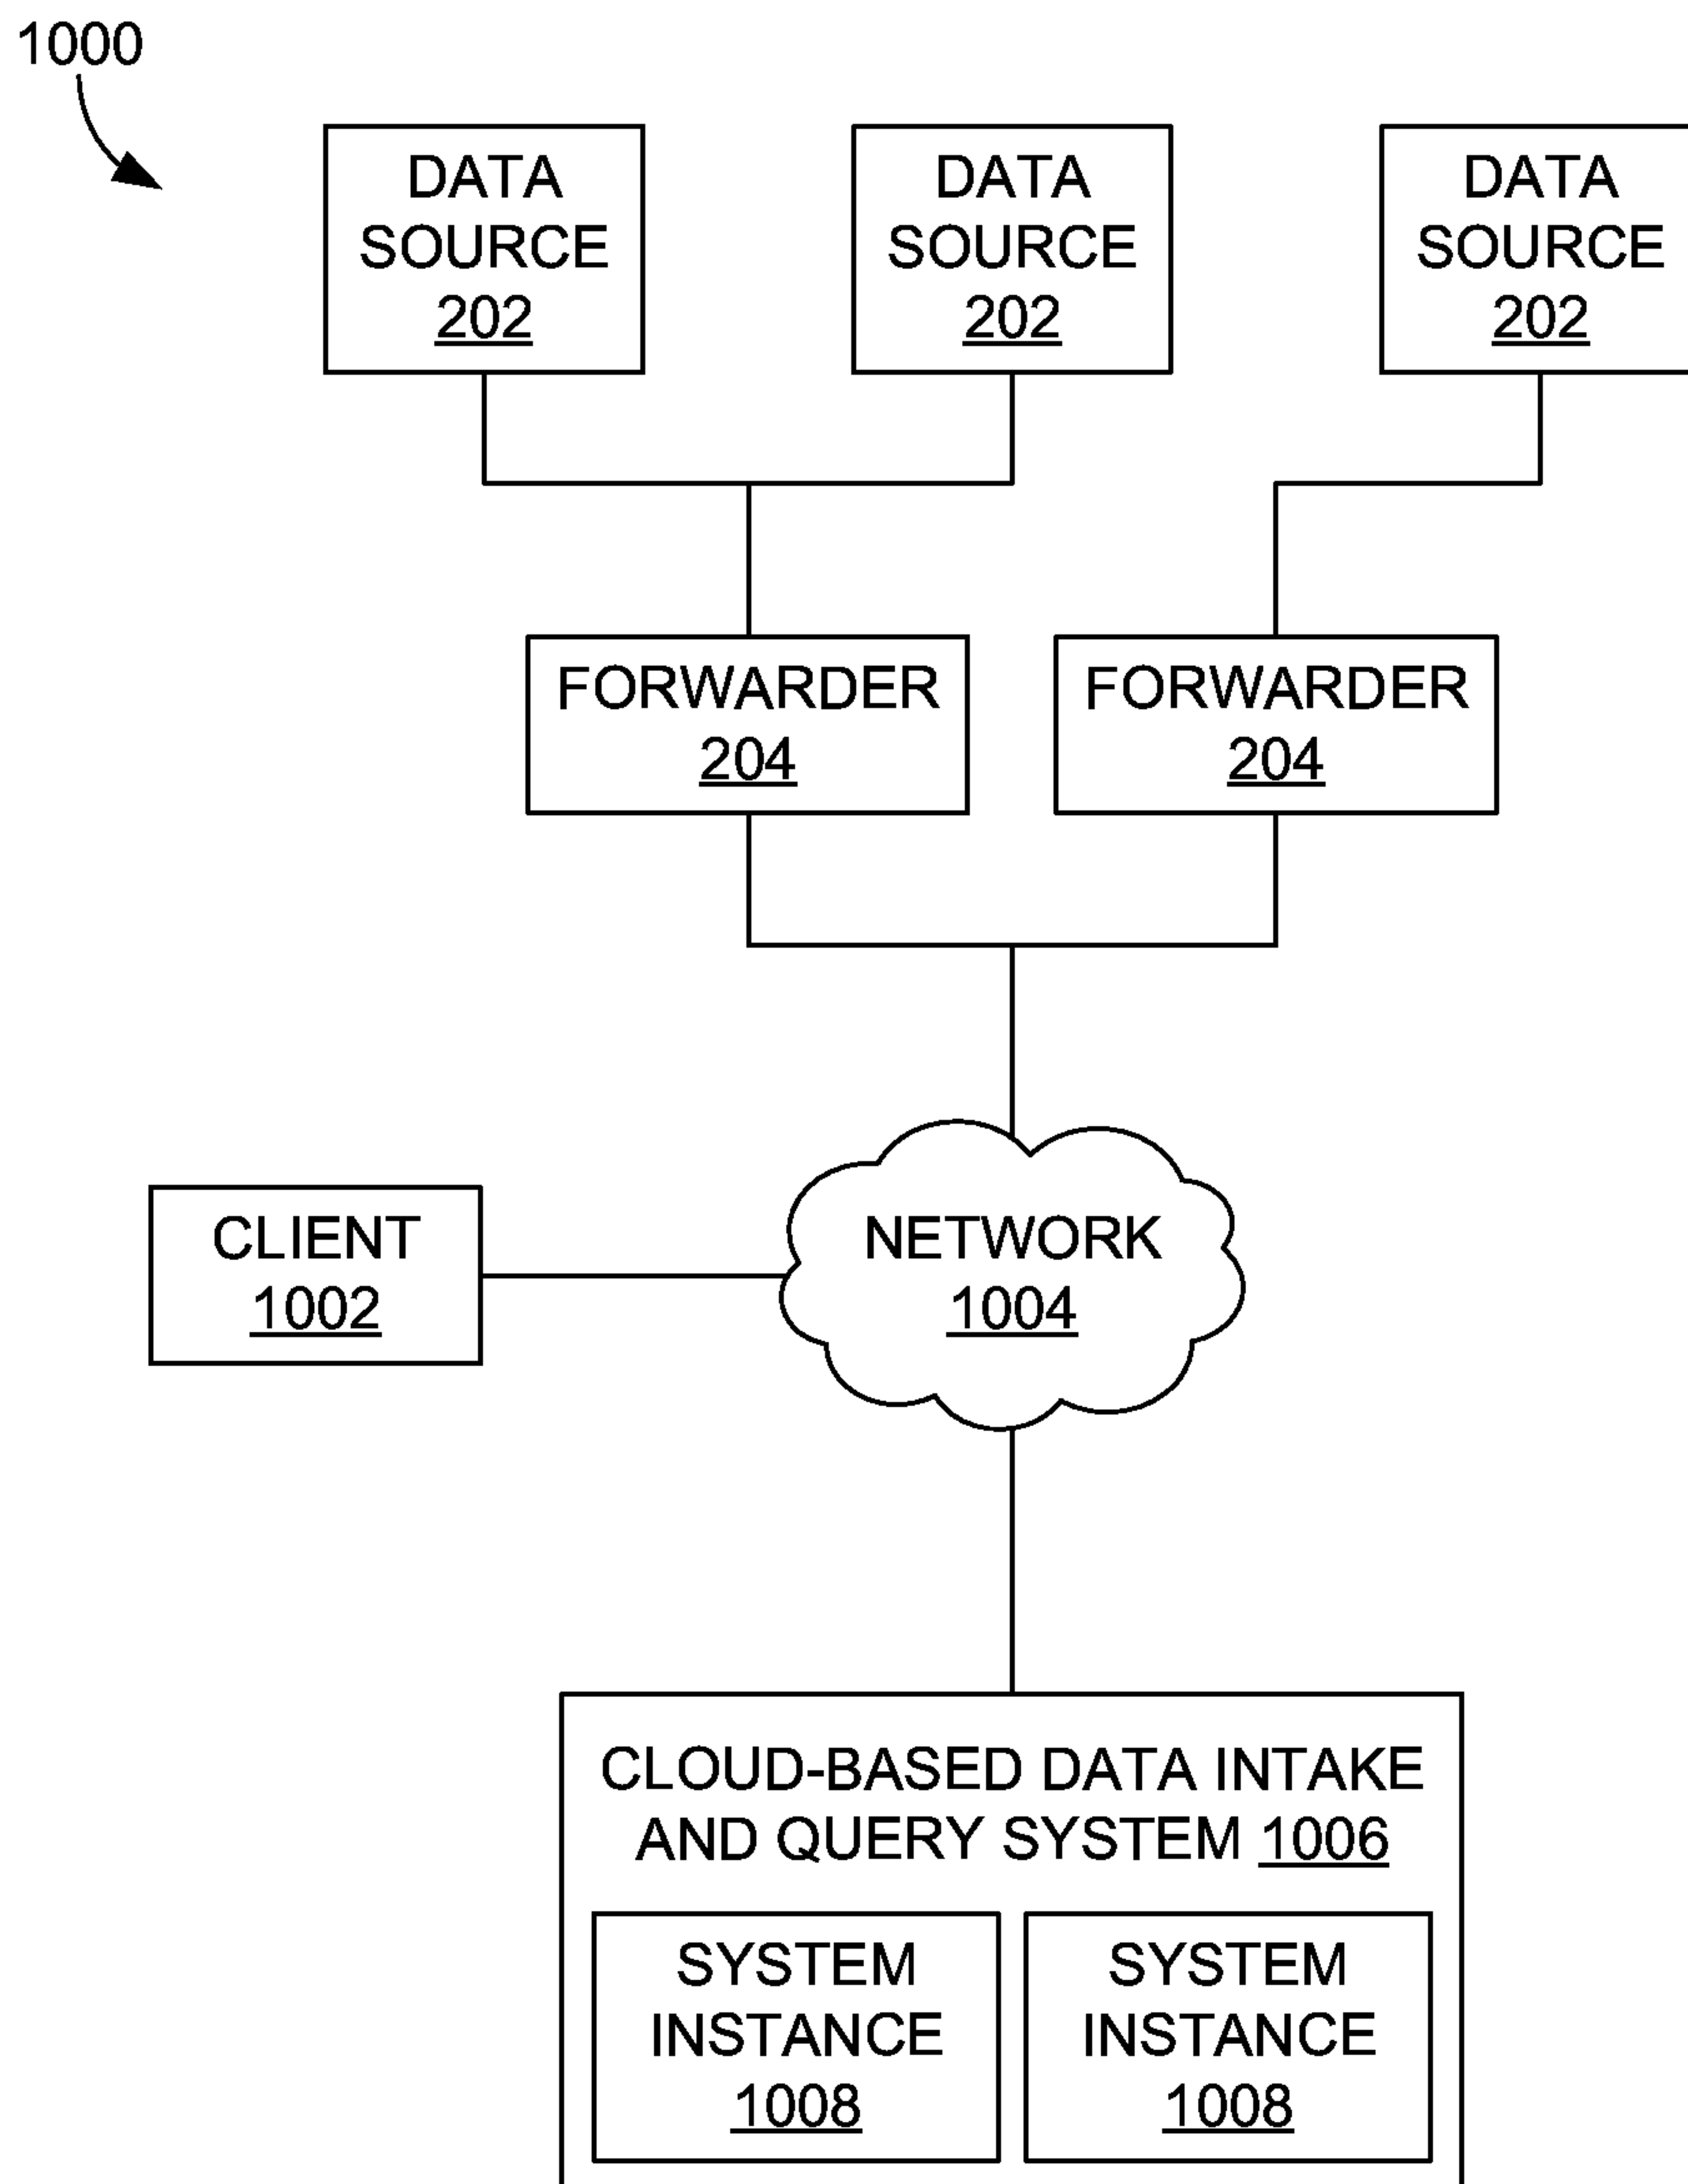 1000
DATA
SOURCE
202
DATA
SOURCE
202
DATA
SOURCE
202
FORWARDER
204
FORWARDER
204
CLIENT
1002
NETWORK
1004
CLOUD-BASED DATA INTAKE
AND QUERY SYSTEM 1006
SYSTEM
INSTANCE
1008
SYSTEM
INSTANCE
1008